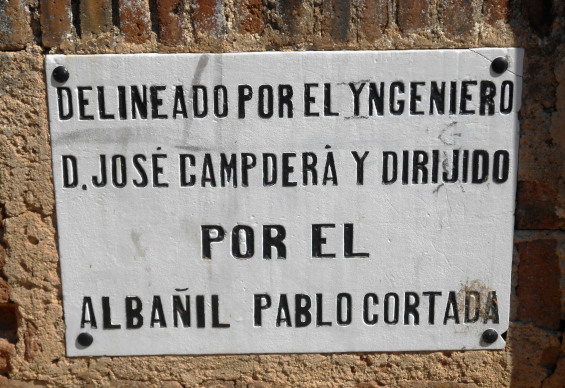 DELINEADO POR EL YNGENIERO
D. JOSÉ CAMPDERÁ Y DIRIJIDO
POR EL
ALBAÑIL PABLO CORTADA